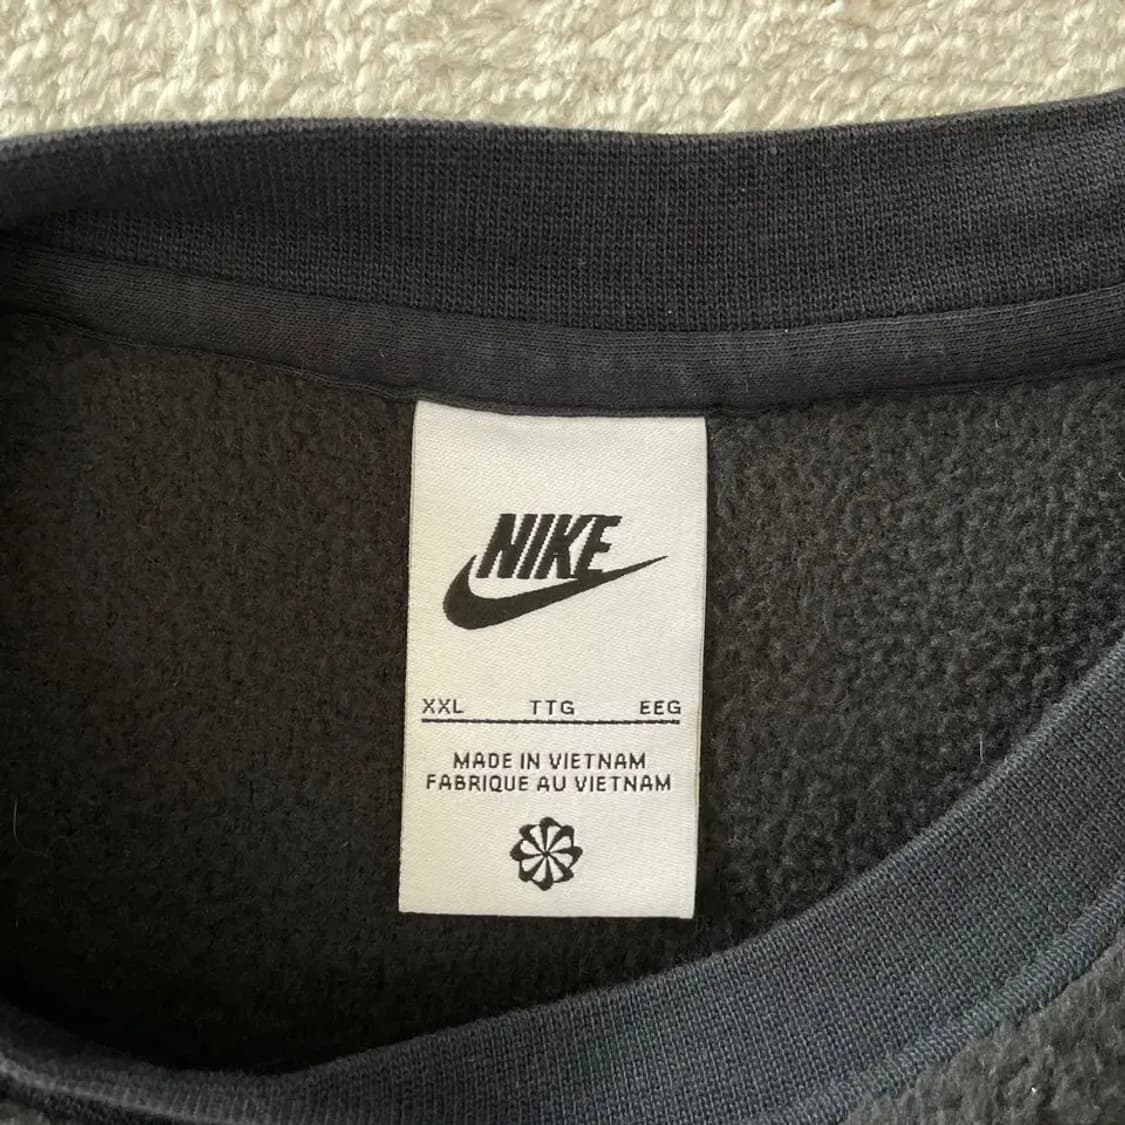 NIKE
XXL TTG EEG
MADE IN VIETNAM
FABRIQUE AU VIETNAM